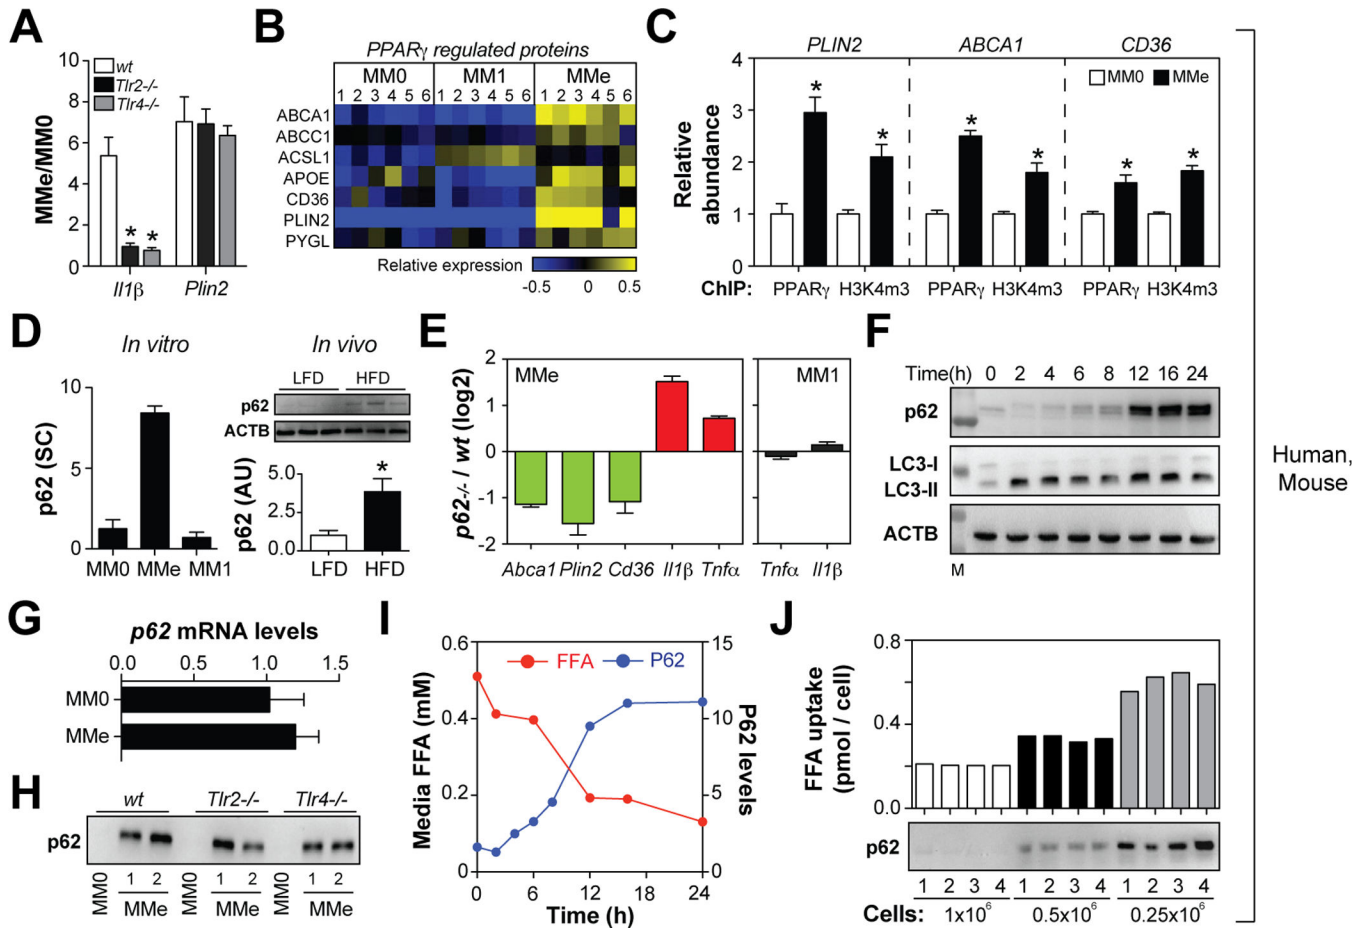 A
MMe/MM0
10
8
6
4
2
0
wt
Tlr2-/-
Tlr4-/-
*
*
Il1β
Plin2
B
PPARγ regulated proteins
MM0 MM1 MMe
1 2 3 4 5 6 1 2 3 4 5 6 1 2 3 4 5 6
ABCA1
ABCC1
ACSL1
APOE
CD36
PLIN2
PYGL
Relative expression
-0.5 0 0.5
C
PLIN2 ABCA1 CD36
MM0 MMe
Relative abundance
4
3
2
1
0
* * * * * *
ChIP: PPARγ H3K4m3 PPARγ H3K4m3 PPARγ H3K4m3
D
In vitro
p62 (SC)
10
5
0
MM0 MMe MM1
In vivo
LFD HFD
p62
ACTB
p62 (AU)
5.0
2.5
0.0
*
LFD HFD
E
p62-/- / wt (log2)
2
1
0
-1
-2
MMe
MM1
Abca1 Plin2 Cd36 Il1β Tnfα
Tnfα Il1β
F
Time(h) 0 2 4 6 8 12 16 24
p62
LC3-I
LC3-II
ACTB
M
Human,
Mouse
G
p62 mRNA levels
0.0 0.5 1.0 1.5
MM0
MMe
H
wt Tlr2-/- Tlr4-/-
p62
MM0 1 2 MM0 1 2 MM0 1 2
MMe MMe MMe
I
Media FFA (mM)
0.6
0.4
0.2
0
FFA P62
15
10
5
0
P62 levels
0 6 12 18 24
Time (h)
J
FFA uptake
(pmol / cell)
0.8
0.4
0.0
p62
1 2 3 4 1 2 3 4 1 2 3 4
Cells: 1x10⁶ 0.5x10⁶ 0.25x10⁶